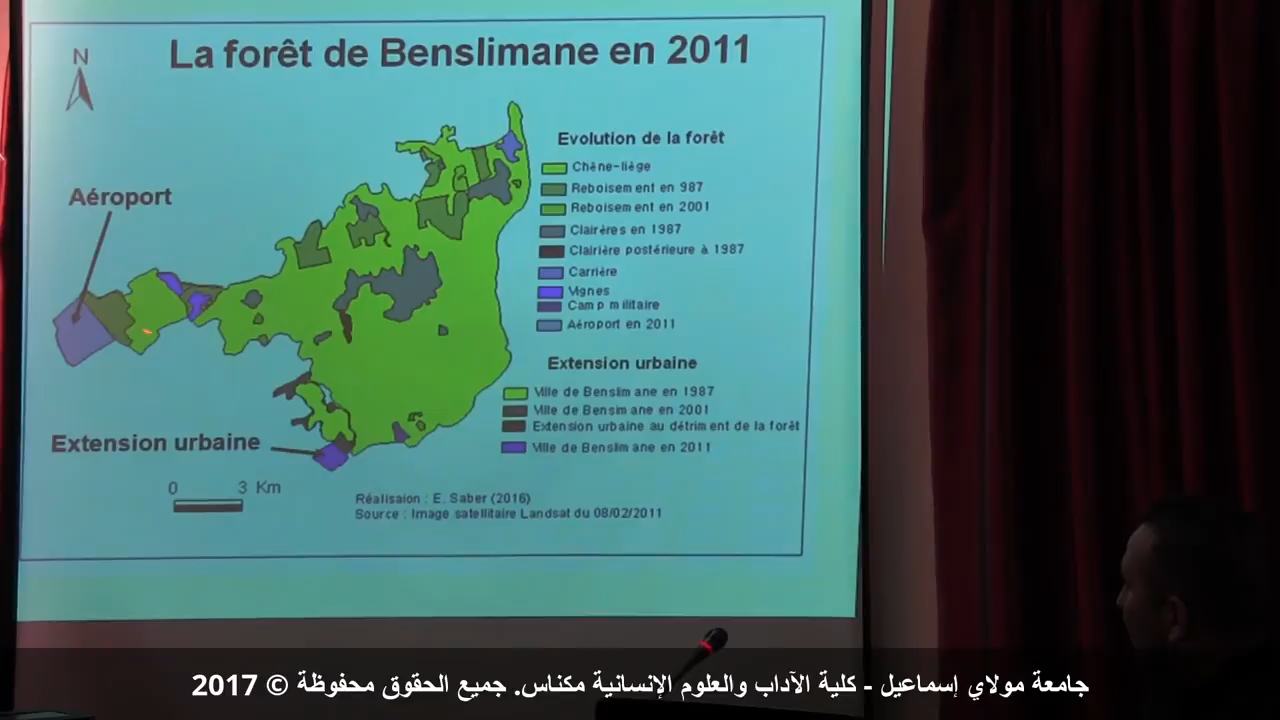 La forêt de Benslimane en 2011
N
Evolution de la forêt
Chêne-liège
Reboisement en 987
Reboisement en 2001
Clairères en 1987
Clairière postérieure à 1987
Carrière
Vignes
Camp militaire
Aéroport en 2011
Extension urbaine
Ville de Benslimane en 1987
Ville de Bensimane en 2001
Extension urbaine au détriment de la forêt
Ville de Benslimane en 2011
Aéroport
Extension urbaine
0 3 Km
Réalisaion : E. Saber (2016)
Source : Image satellitaire Landsat du 08/02/2011
جامعة مولاي إسماعيل - كلية الآداب والعلوم الإنسانية مكناس. جميع الحقوق محفوظة © 2017